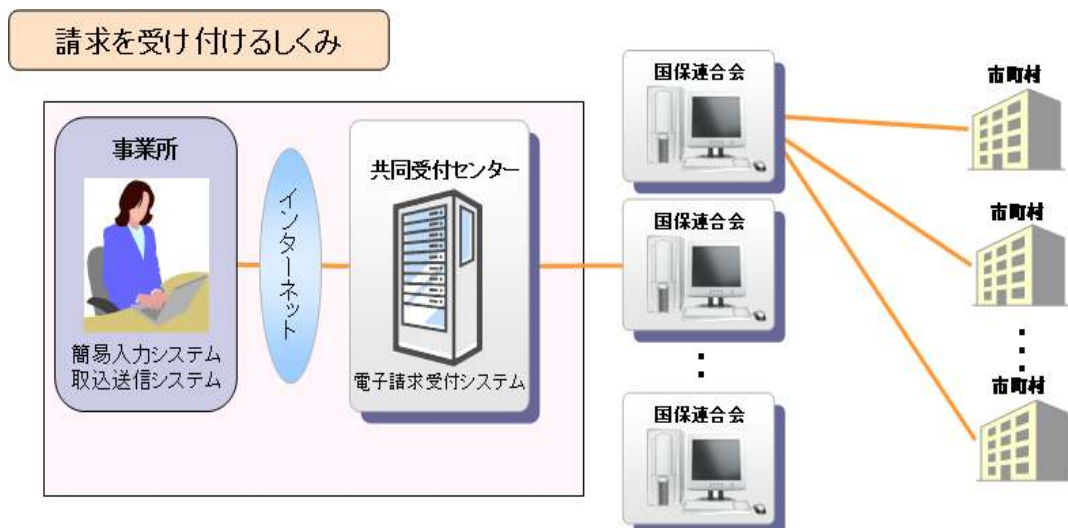 請求を受け付けるしくみ
事業所
簡易入力システム
取込送信システム
インターネット
共同受付センター
電子請求受付システム
国保連合会
国保連合会
国保連合会
市町村
市町村
市町村